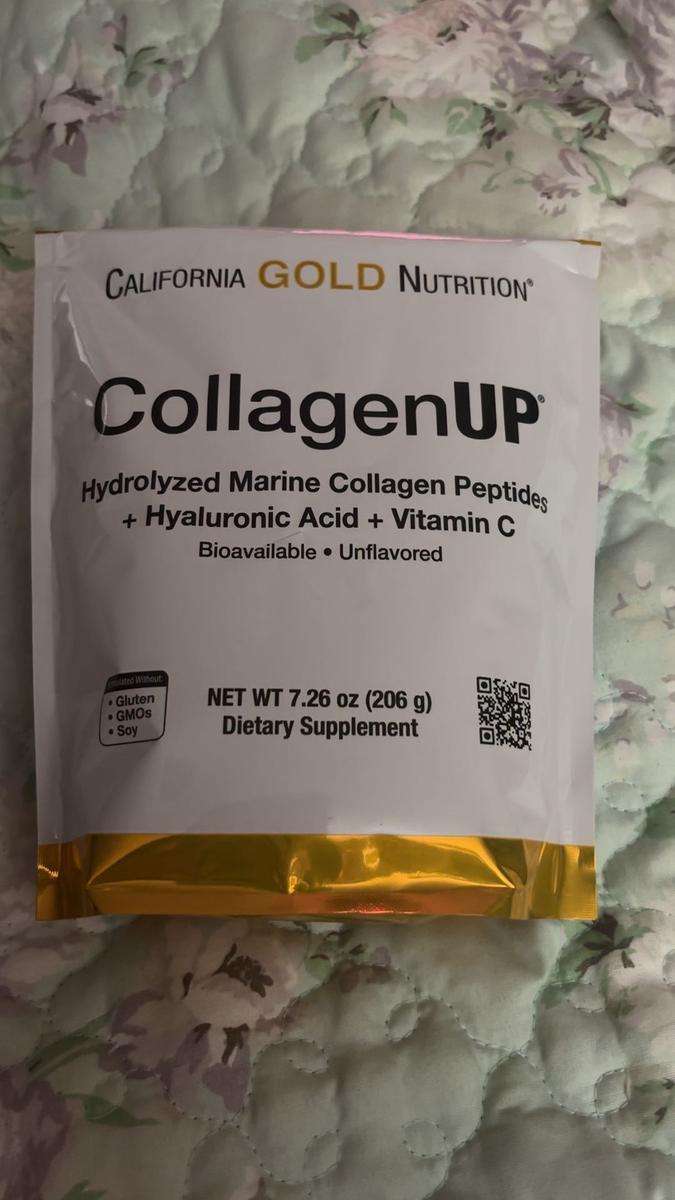 CALIFORNIA GOLD NUTRITION®
CollagenUP®
Hydrolyzed Marine Collagen Peptides
+ Hyaluronic Acid + Vitamin C
Bioavailable • Unflavored
Without:
• Gluten
• GMOs
• Soy
NET WT 7.26 oz (206 g)
Dietary Supplement